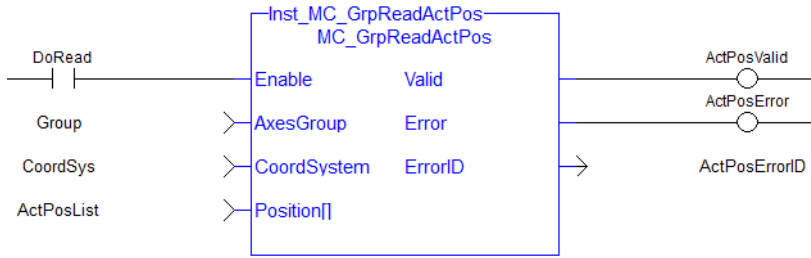 Inst_MC_GrpReadActPos
MC_GrpReadActPos
DoRead
Enable
Valid
ActPosValid
Group
AxesGroup
Error
ActPosError
CoordSys
CoordSystem
ErrorID
ActPosErrorID
ActPosList
Position[]